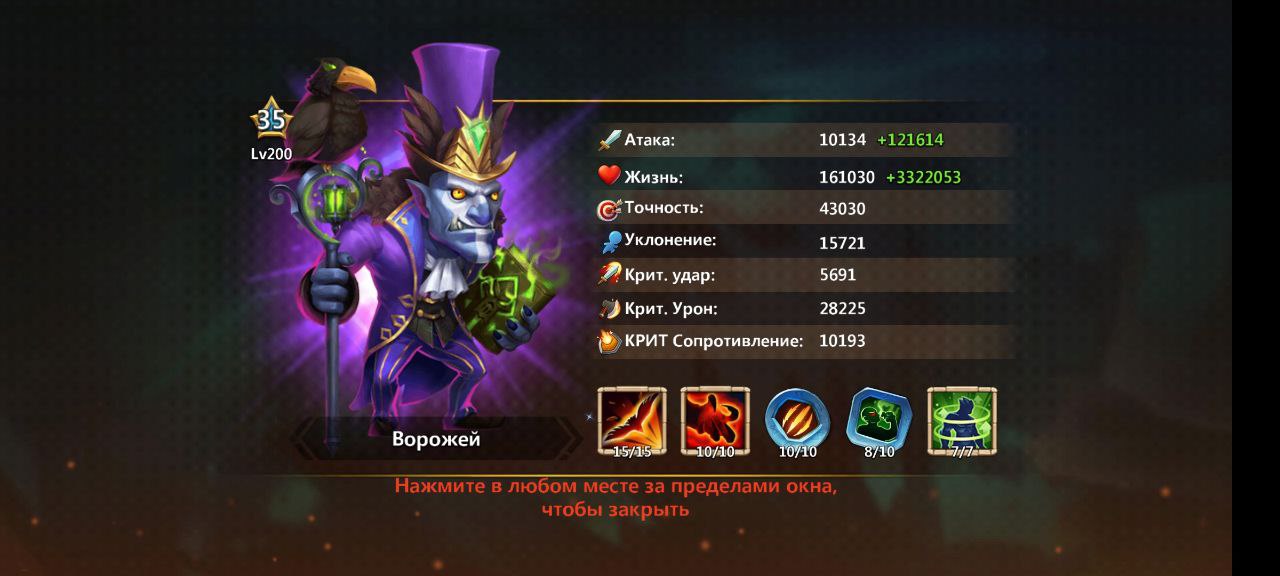 35
Lv200
Атака: 10134 +121614
Жизнь: 161030 +3322053
Точность: 43030
Уклонение: 15721
Крит. удар: 5691
Крит. Урон: 28225
КРИТ Сопротивление: 10193
15/15 10/10 10/10 8/10 7/7
Ворожей
Нажмите в любом месте за пределами окна,
чтобы закрыть